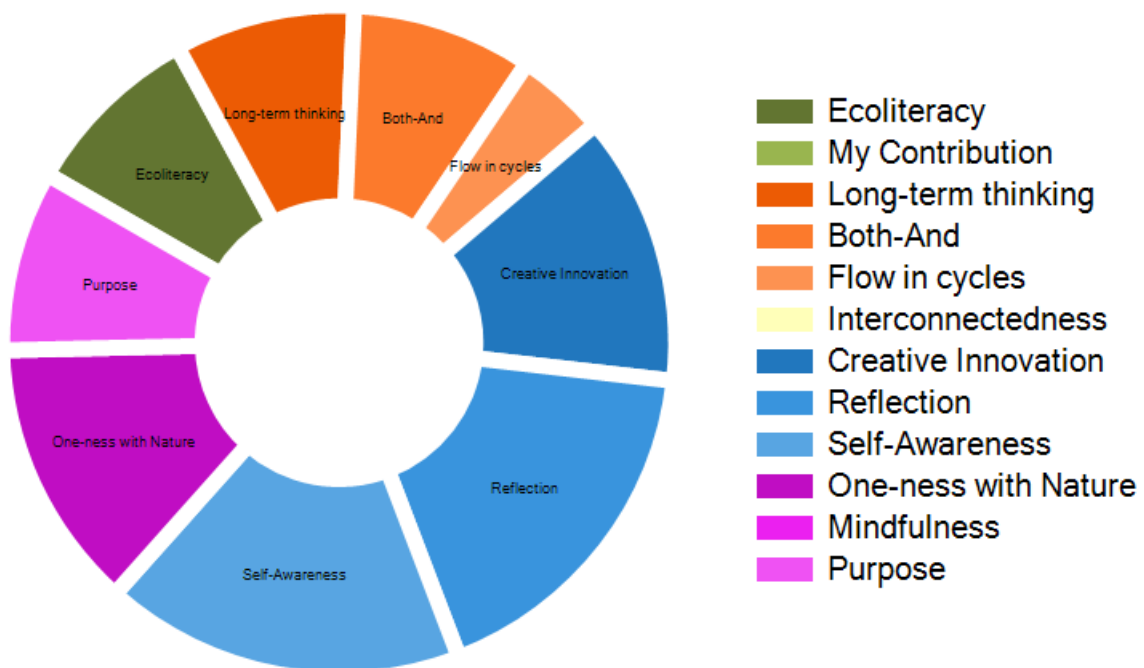 Long-term thinking
Both-And
Flow in cycles
Ecoliteracy
Creative Innovation
Purpose
One-ness with Nature
Reflection
Self-Awareness
Ecoliteracy
My Contribution
Long-term thinking
Both-And
Flow in cycles
Interconnectedness
Creative Innovation
Reflection
Self-Awareness
One-ness with Nature
Mindfulness
Purpose